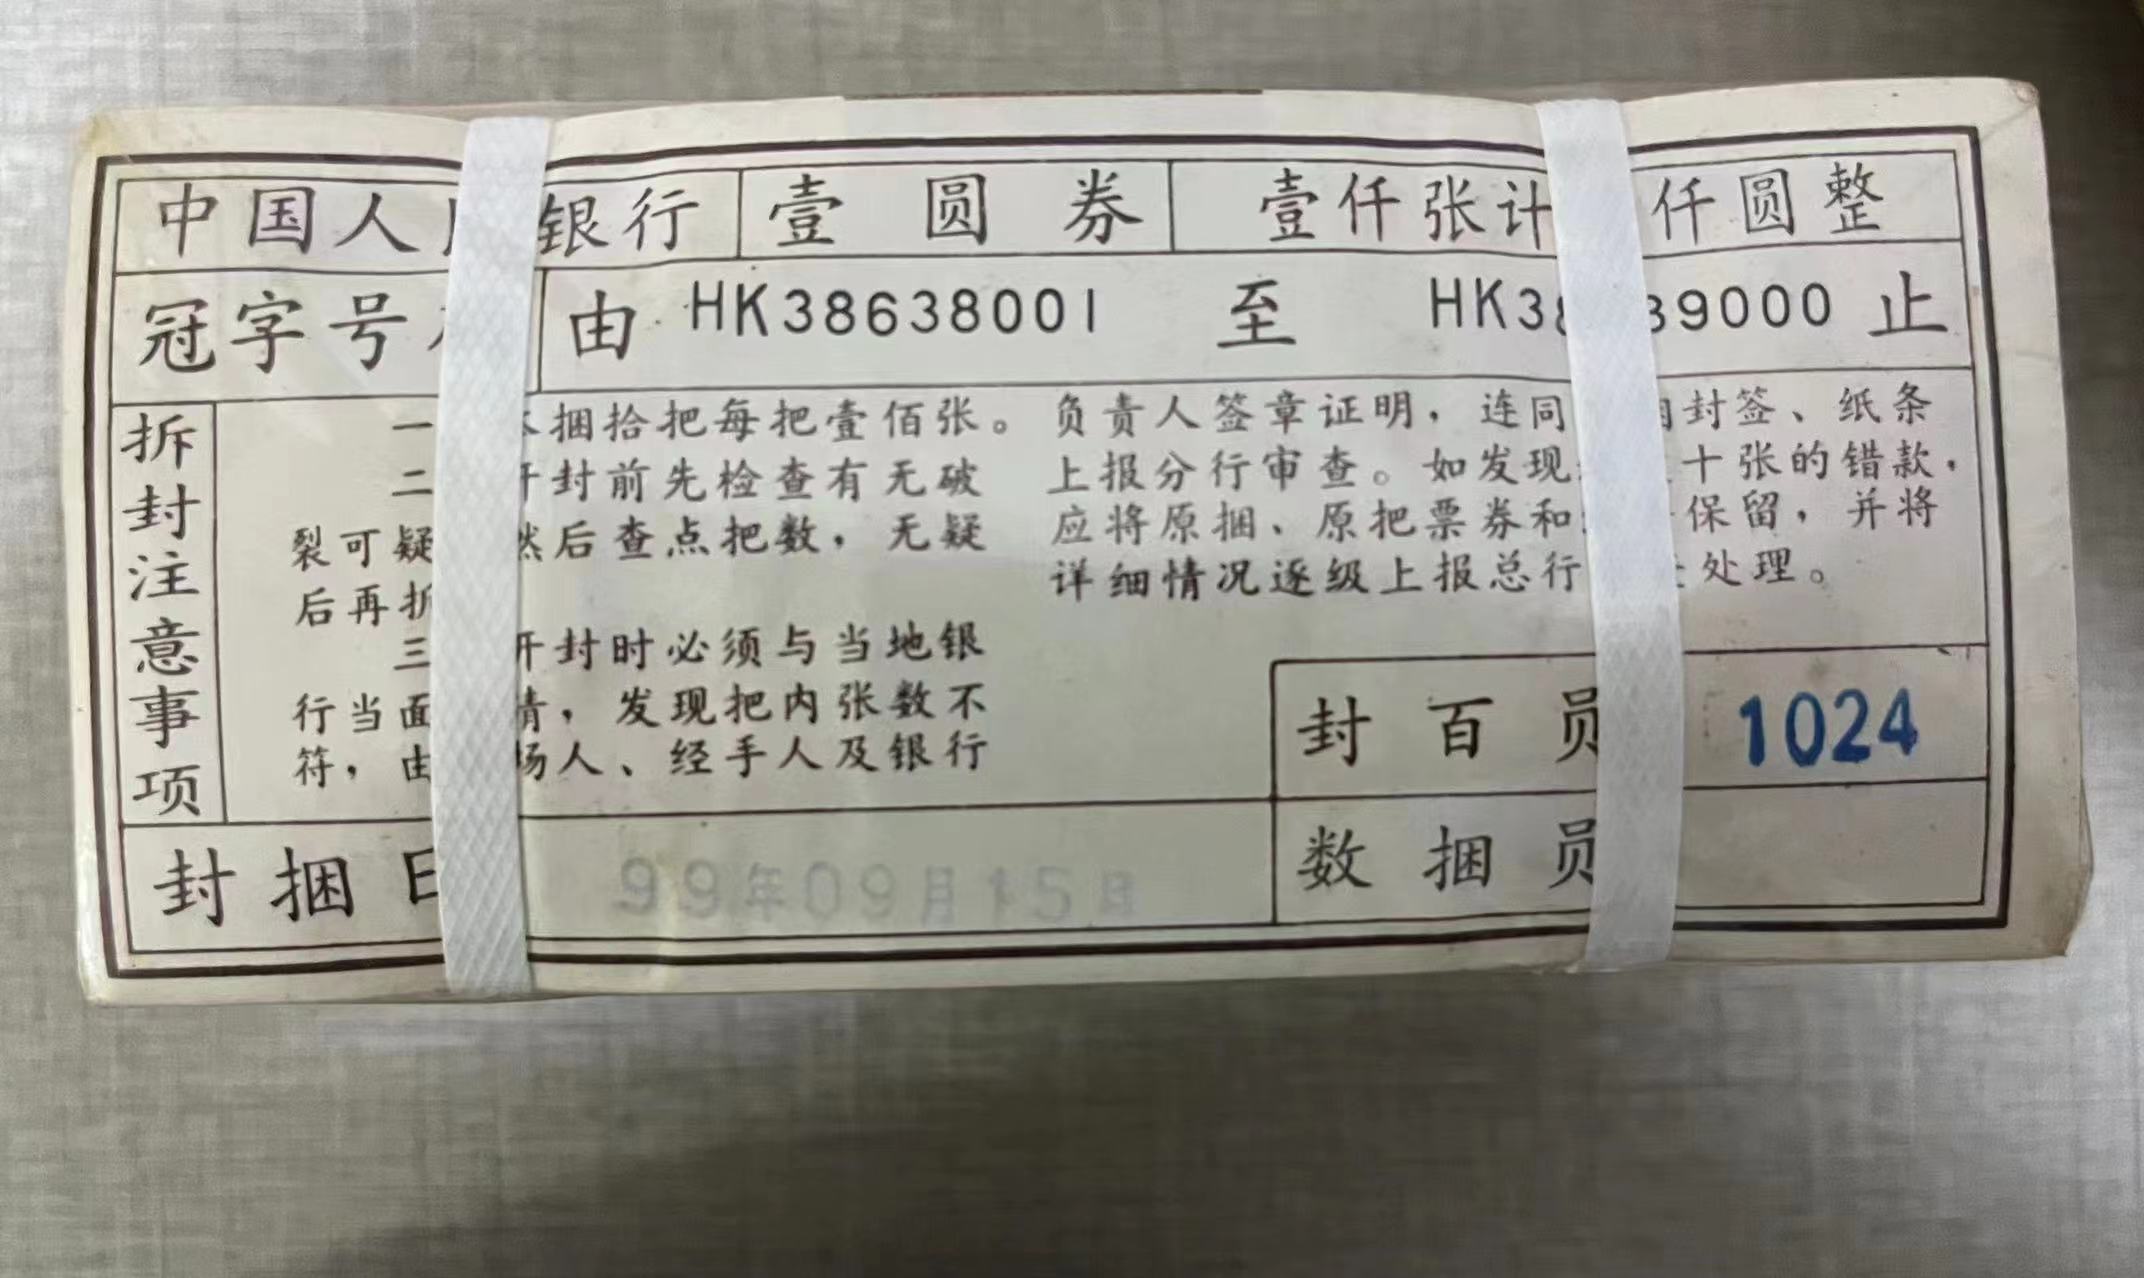 中国人 银行 壹圆券 壹仟张计 仟圆整
冠字号 由 HK38638001 至 HK3 39000 止
拆封注意事项
一 捆拾把每把壹佰张。
二 封前先检查有无破
裂可疑 然后查点把数，无疑
后再拆
三 开封时必须与当地银
行当面 情，发现把内张数不
符，由 场人、经手人及银行
负责人签章证明，连同 封签、纸条
上报分行审查。如发现 十张的错款，
应将原捆、原把票券和 保留，并将
详细情况逐级上报总行 处理。
封百员 1024
封捆日 99年09月15日
数捆员